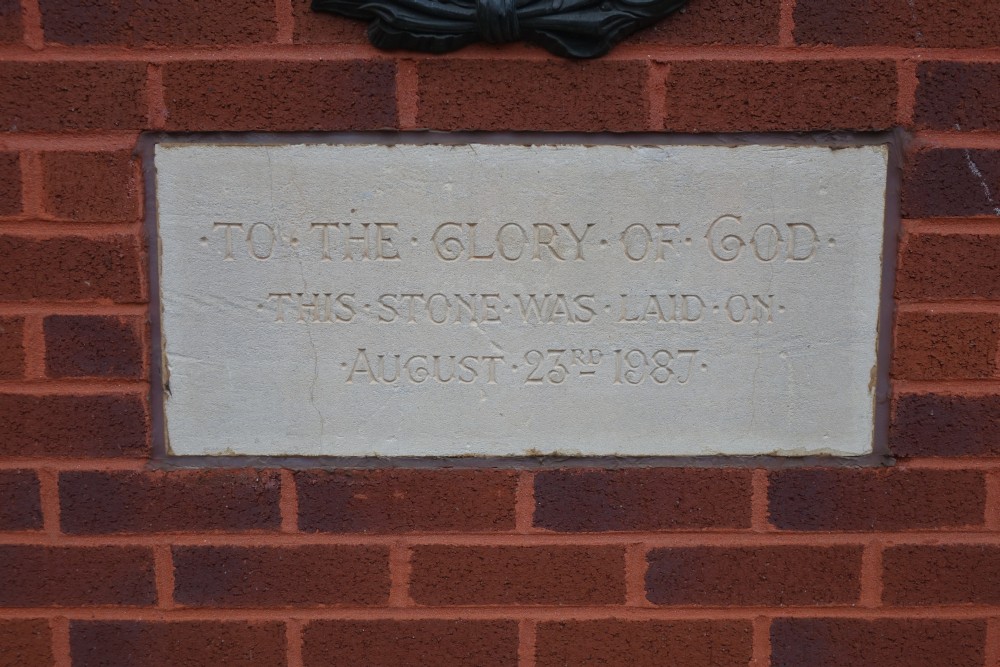 · TO · THE · GLORY · OF · GOD ·
· THIS · STONE · WAS · LAID · ON ·
· AUGUST · 23RD 1987 ·